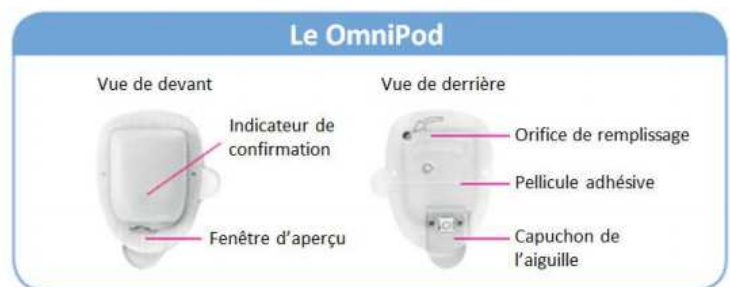 Le OmniPod
Vue de devant
Indicateur de
confirmation
Fenêtre d'aperçu
Vue de derrière
Orifice de remplissage
Pellicule adhésive
Capuchon de
l'aiguille